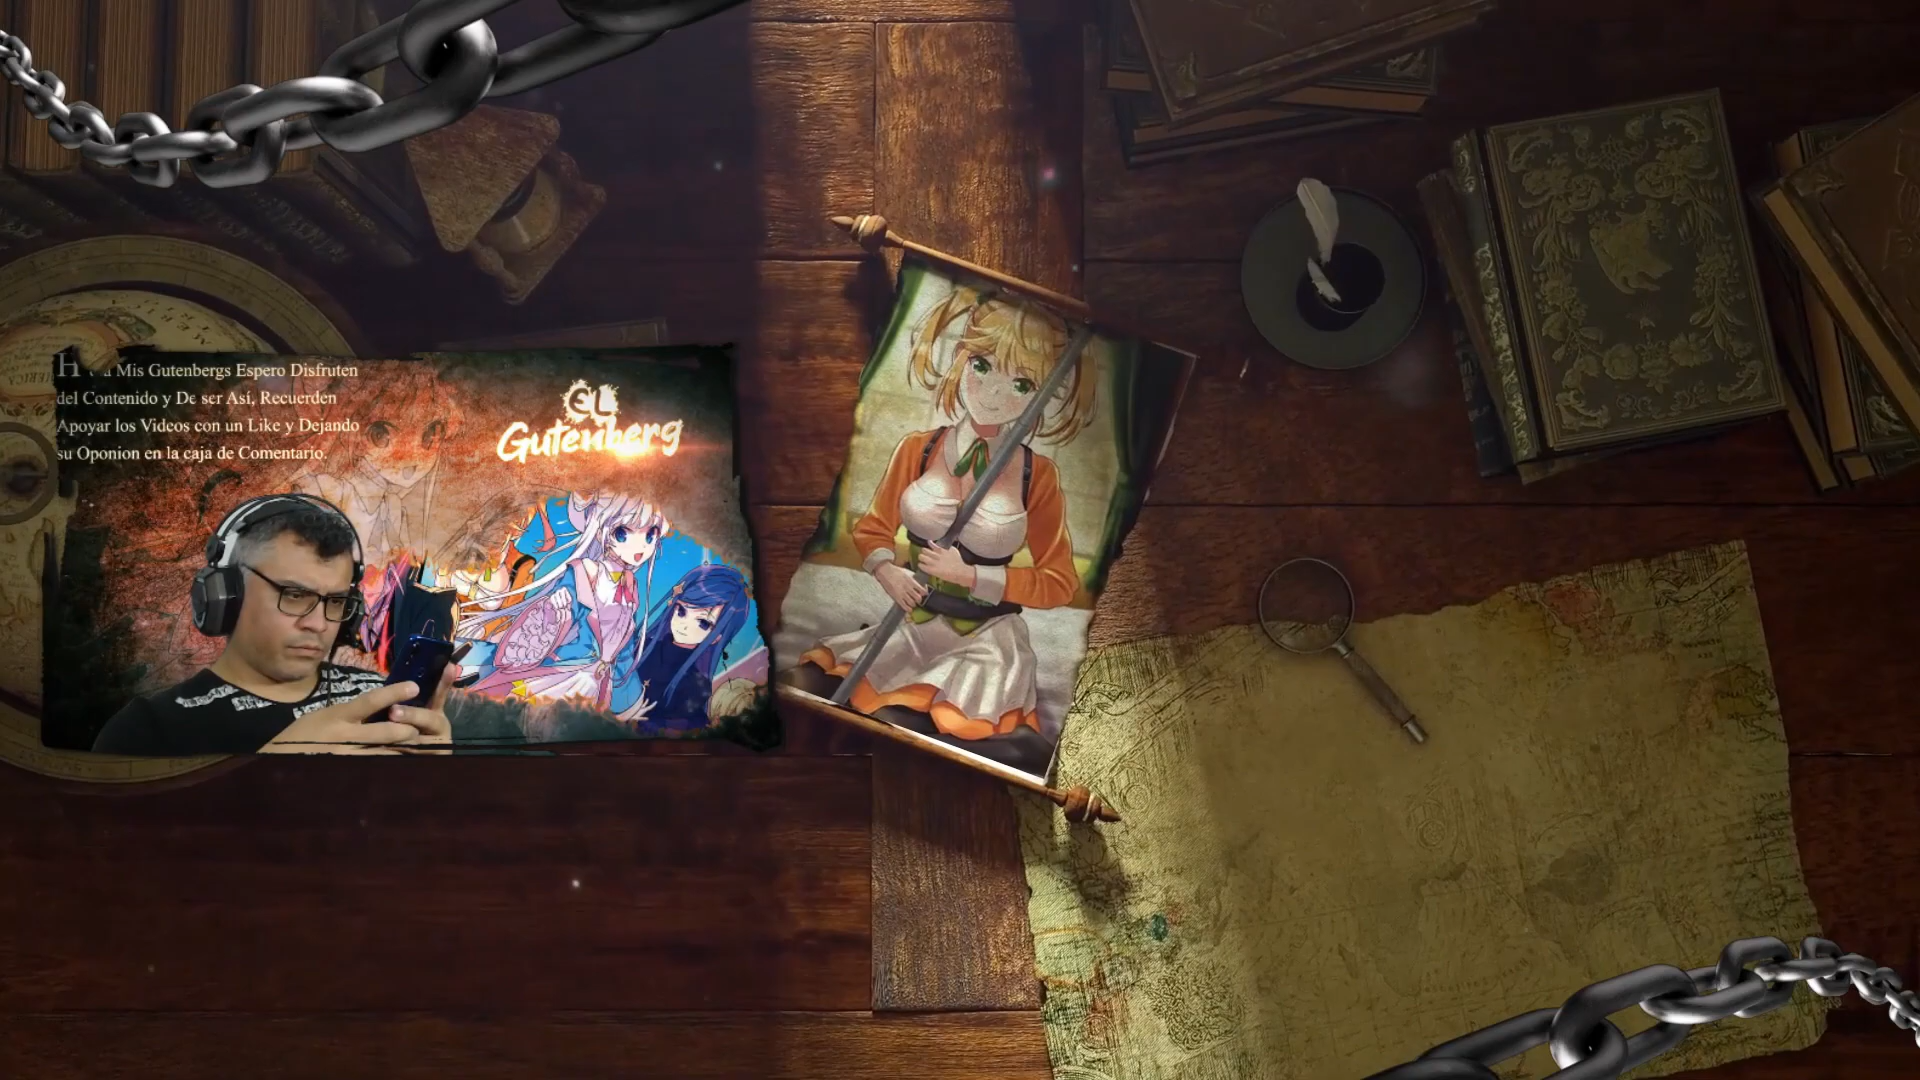 Mis Gutenbergs Espero Disfruten
del Contenido y De ser Así, Recuerden
Apoyar los Videos con un Like y Dejando
su Oponion en la caja de Comentario.
EL
Gutenberg